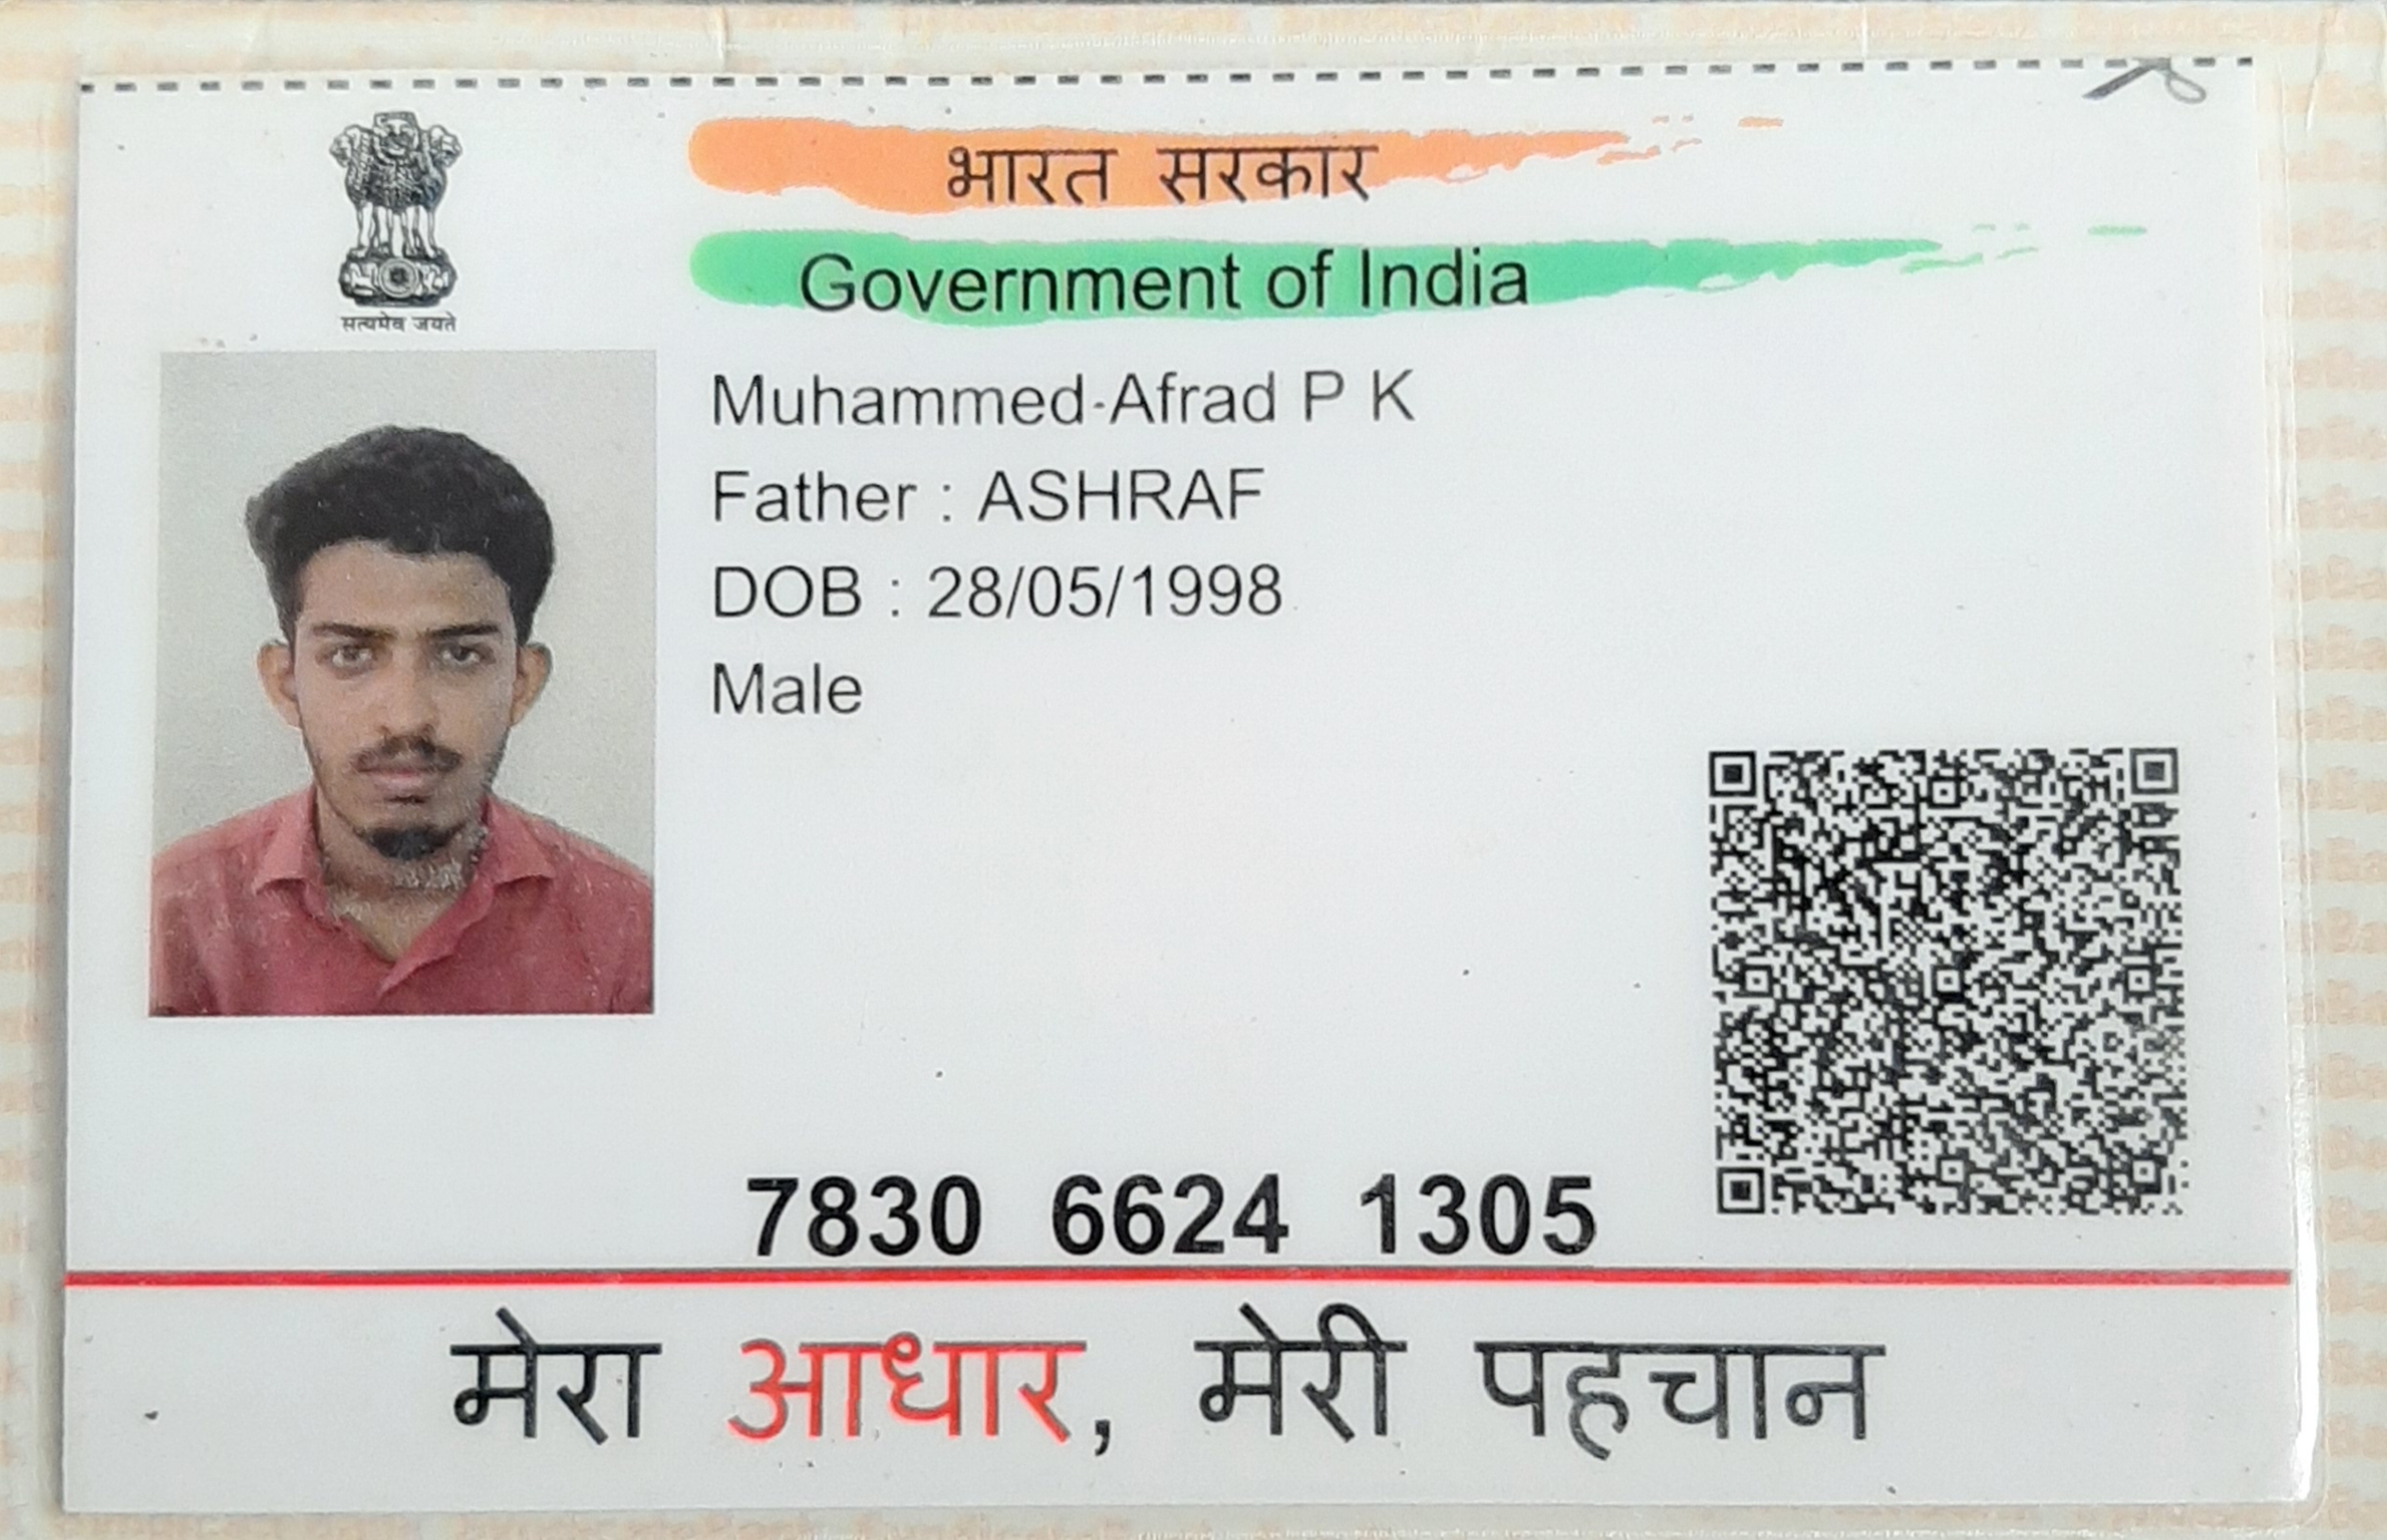 सत्यमेव जयते
भारत सरकार
Government of India
Muhammed-Afrad P K
Father : ASHRAF
DOB : 28/05/1998
Male
7830 6624 1305
मेरा आधार, मेरी पहचान